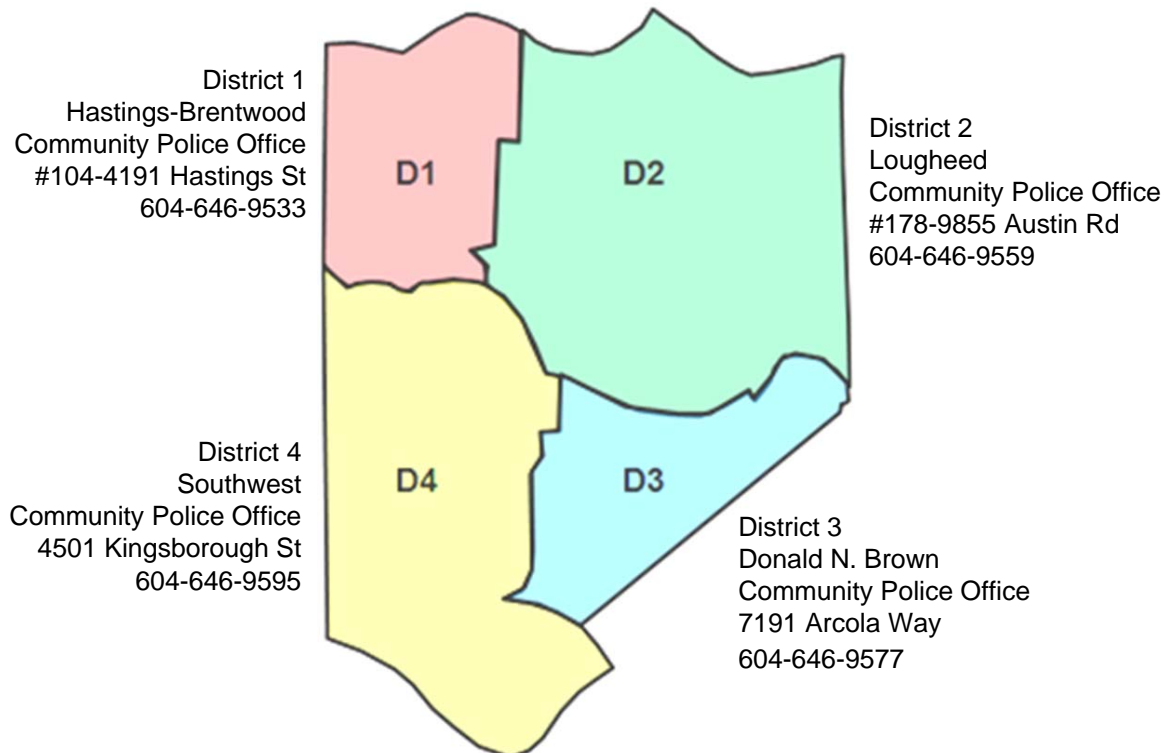 District 1
Hastings-Brentwood
Community Police Office
#104-4191 Hastings St
604-646-9533
D1
D2
District 2
Lougheed
Community Police Office
#178-9855 Austin Rd
604-646-9559
District 4
Southwest
Community Police Office
4501 Kingsborough St
604-646-9595
D4
D3
District 3
Donald N. Brown
Community Police Office
7191 Arcola Way
604-646-9577